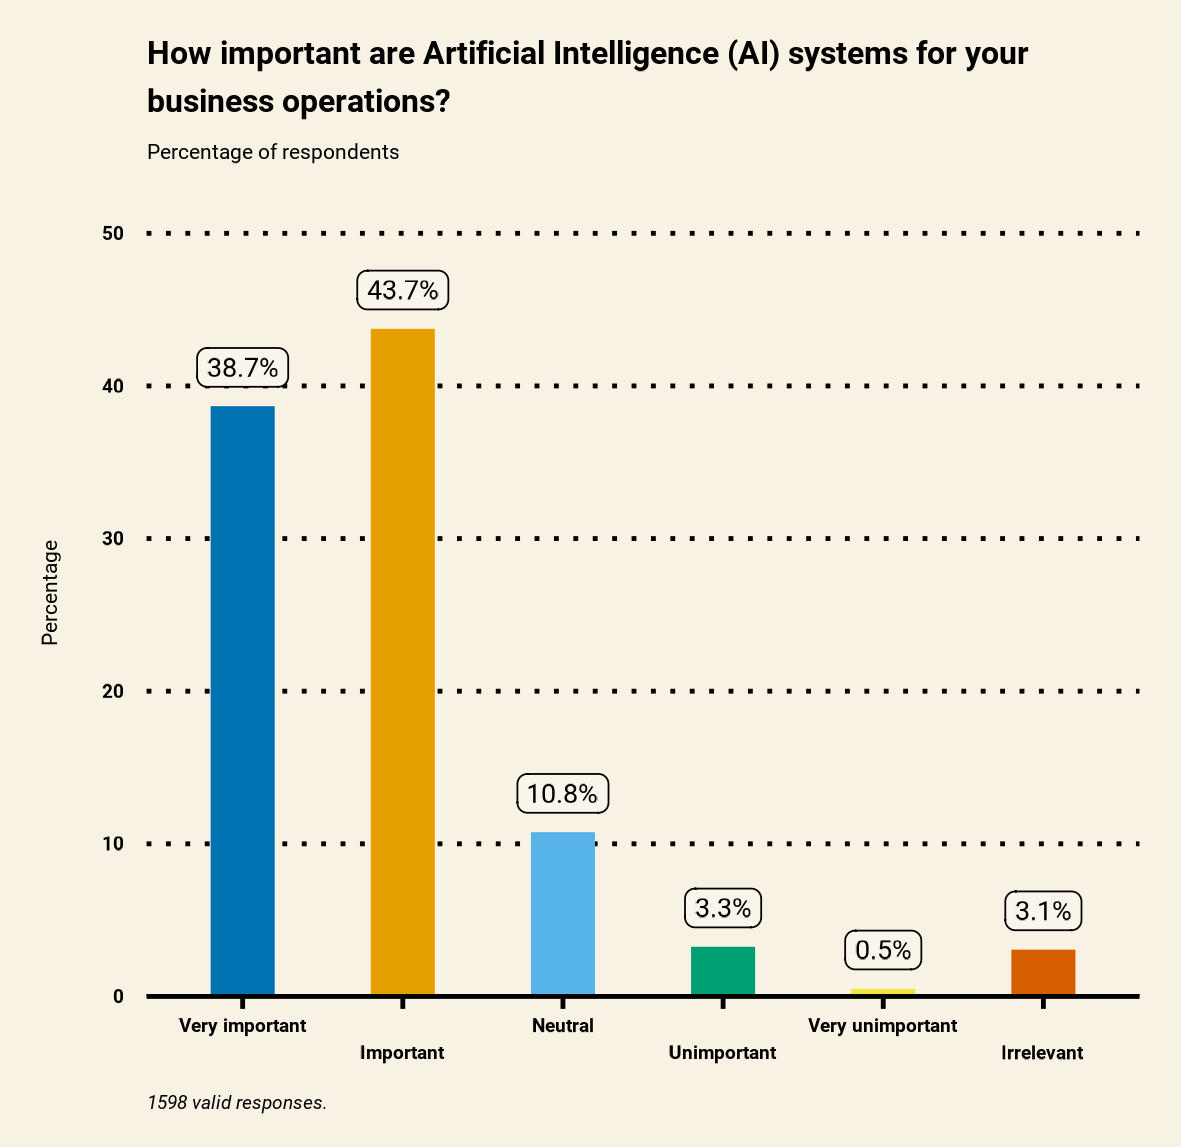 How important are Artificial Intelligence (AI) systems for your
business operations?
Percentage of respondents
Percentage
50
40
30
20
10
0
38.7%
43.7%
10.8%
3.3%
0.5%
3.1%
Very important
Important
Neutral
Unimportant
Very unimportant
Irrelevant
1598 valid responses.